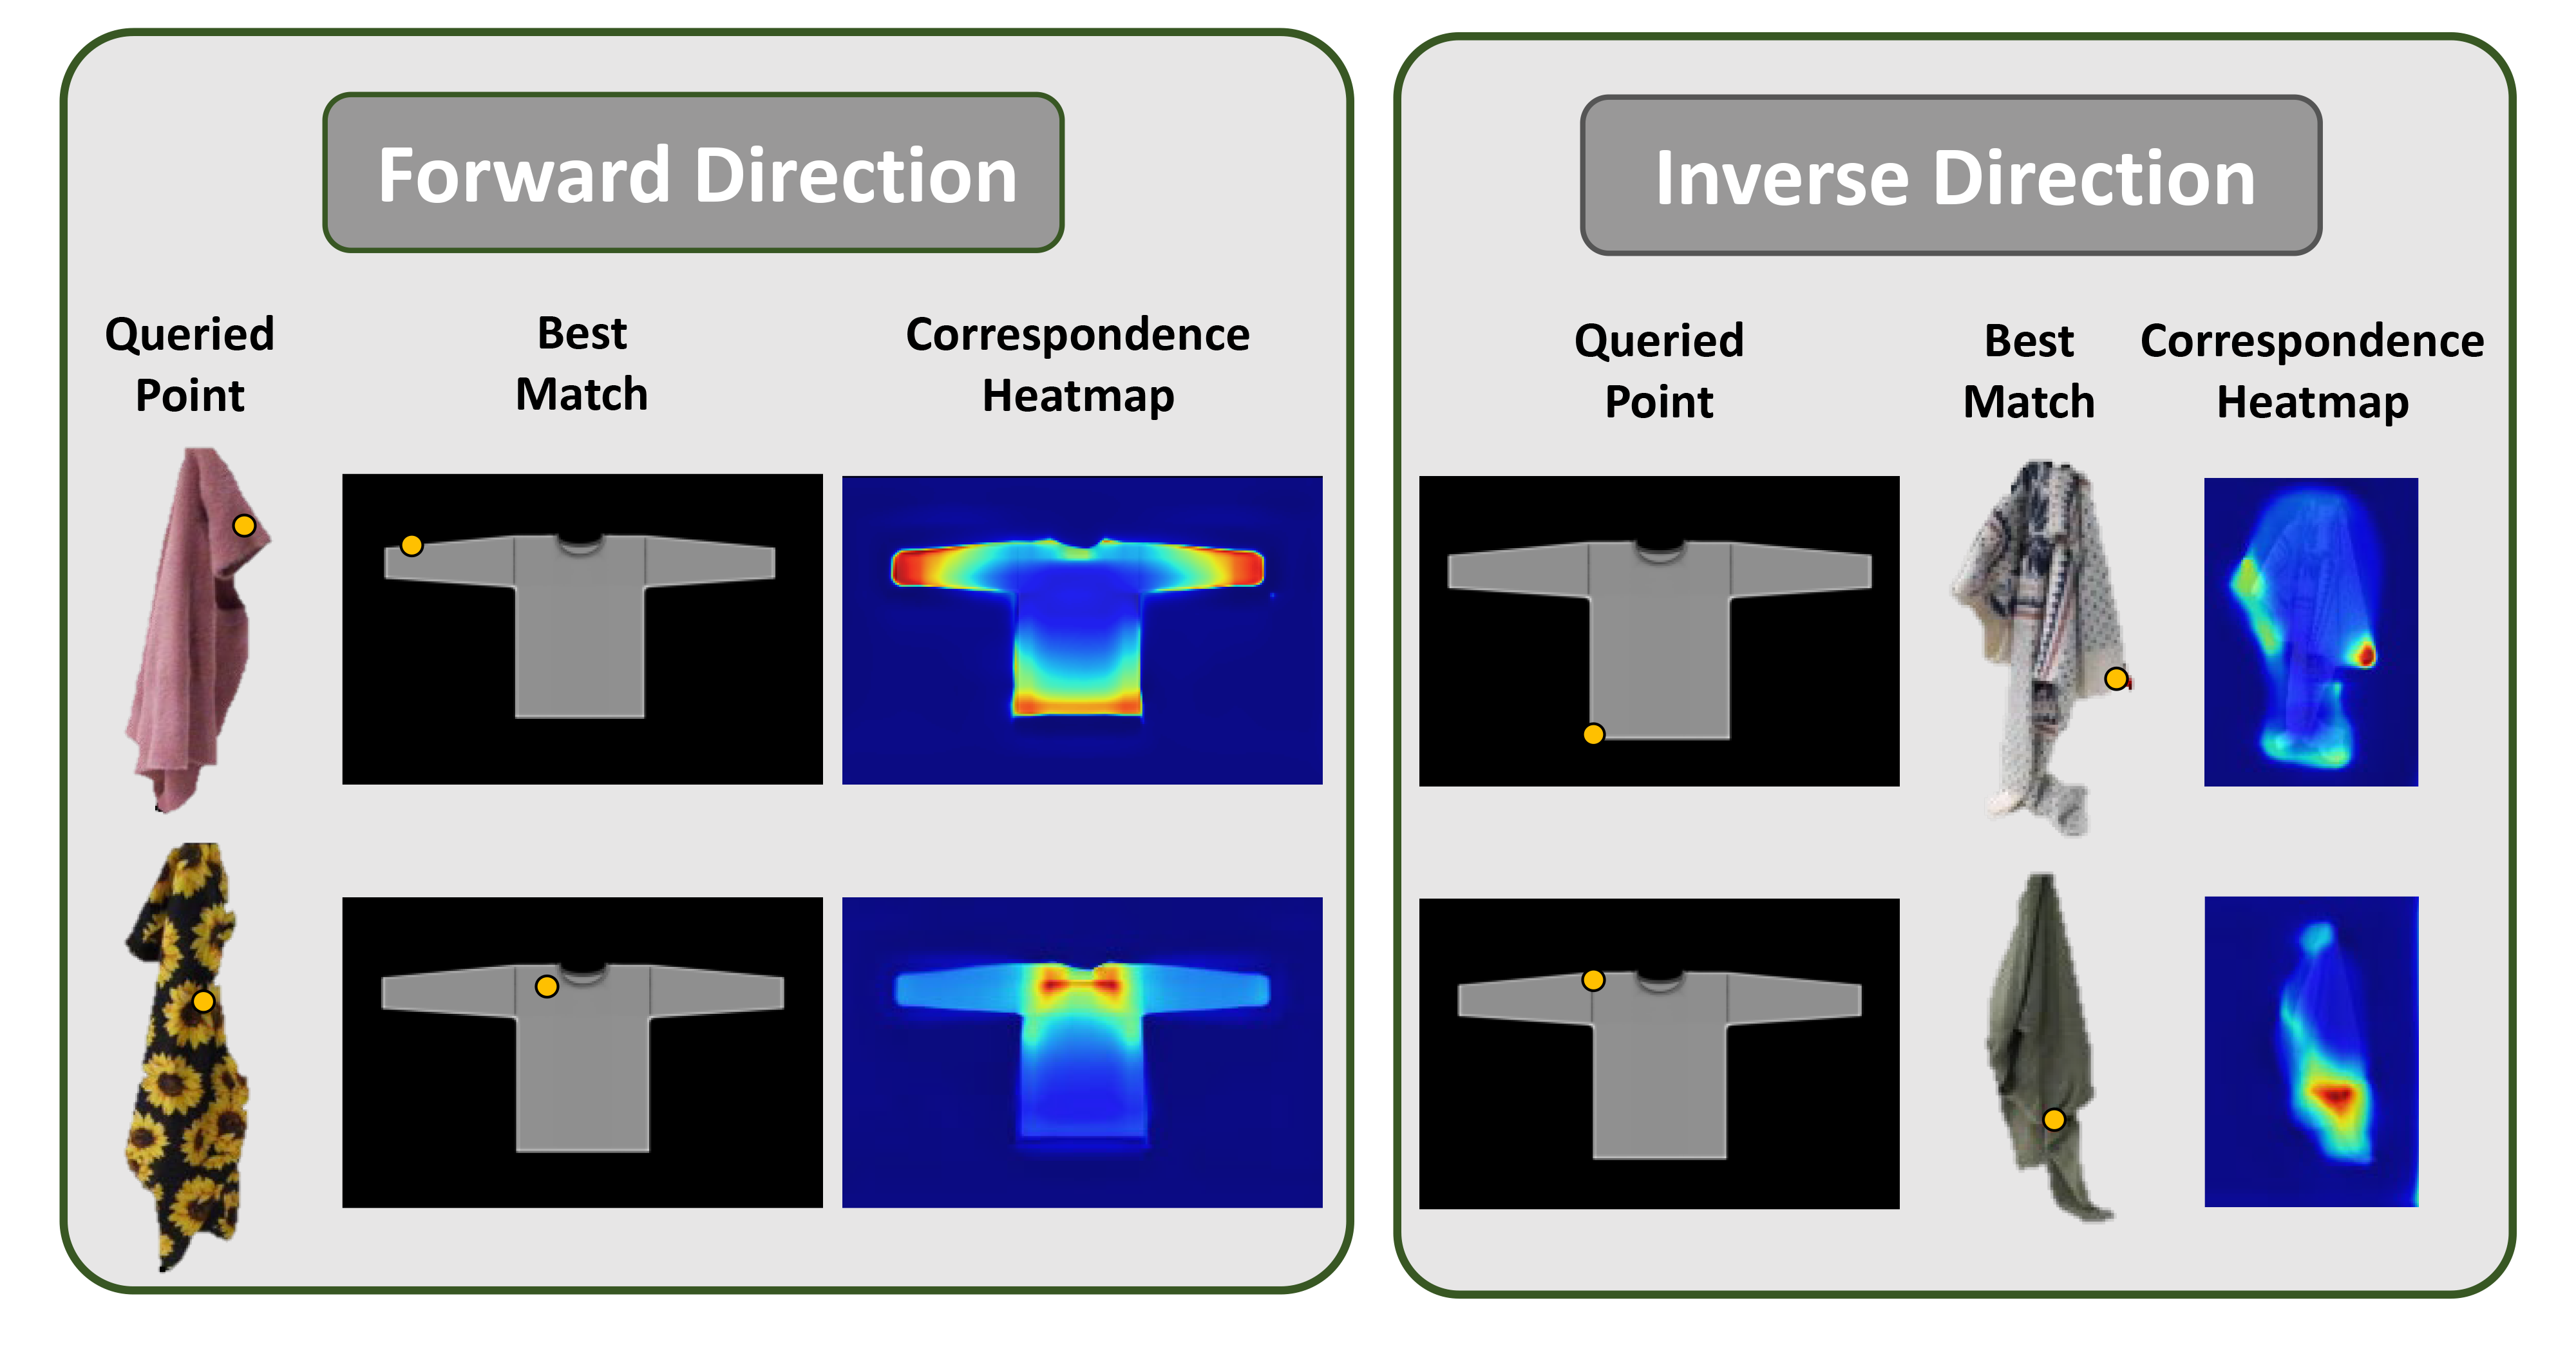 Forward Direction
Queried
Point
Best
Match
Correspondence
Heatmap
Inverse Direction
Queried
Point
Best
Match
Correspondence
Heatmap